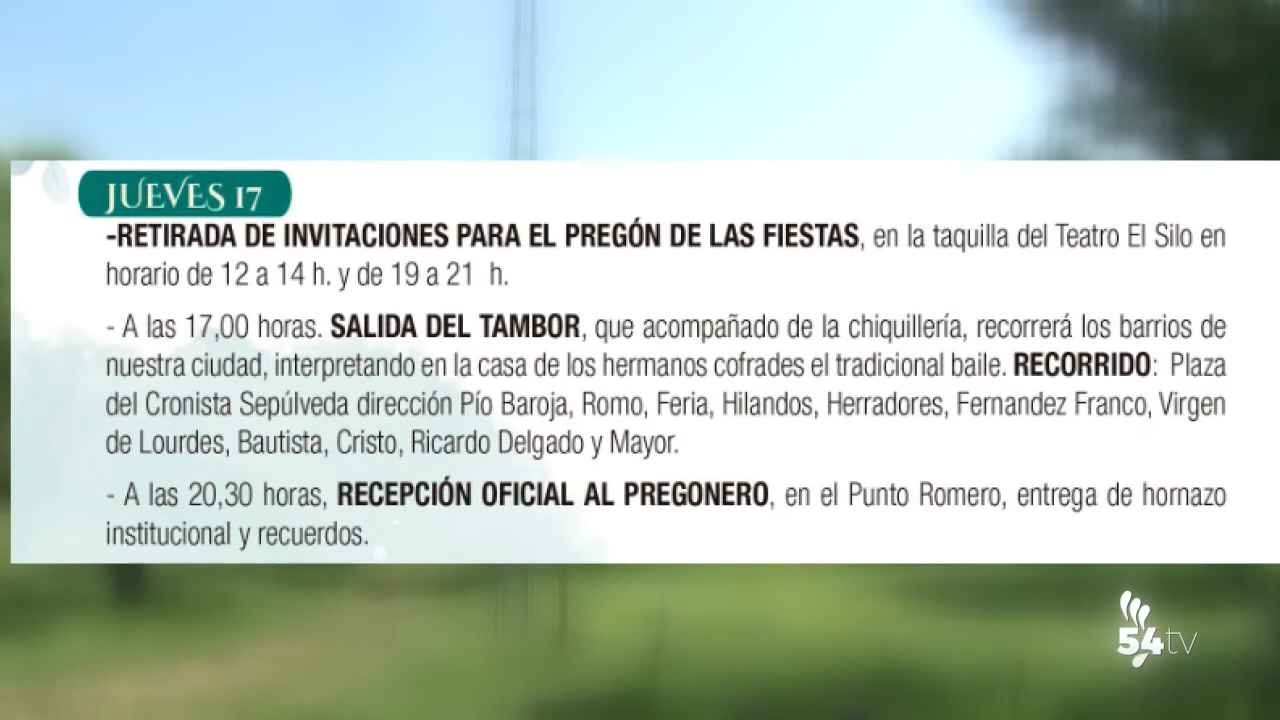 JUEVES 17
-RETIRADA DE INVITACIONES PARA EL PREGÓN DE LAS FIESTAS, en la taquilla del Teatro El Silo en
horario de 12 a 14 h. y de 19 a 21 h.
- A las 17,00 horas. SALIDA DEL TAMBOR, que acompañado de la chiquillería, recorrerá los barrios de
nuestra ciudad, interpretando en la casa de los hermanos cofrades el tradicional baile. RECORRIDO: Plaza
del Cronista Sepúlveda dirección Pío Baroja, Romo, Feria, Hilandos, Herradores, Fernandez Franco, Virgen
de Lourdes, Bautista, Cristo, Ricardo Delgado y Mayor.
- A las 20,30 horas, RECEPCIÓN OFICIAL AL PREGONERO, en el Punto Romero, entrega de hornazo
institucional y recuerdos.
54tv